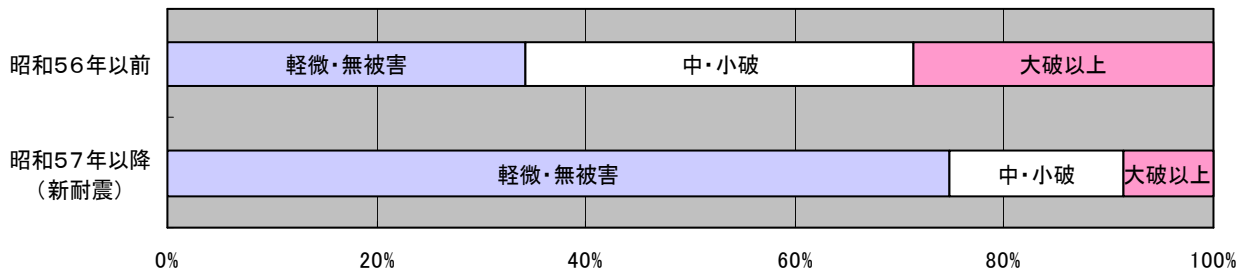 昭和56年以前
軽微・無被害
中・小破
大破以上
昭和57年以降
（新耐震）
軽微・無被害
中・小破
大破以上
0%
20%
40%
60%
80%
100%